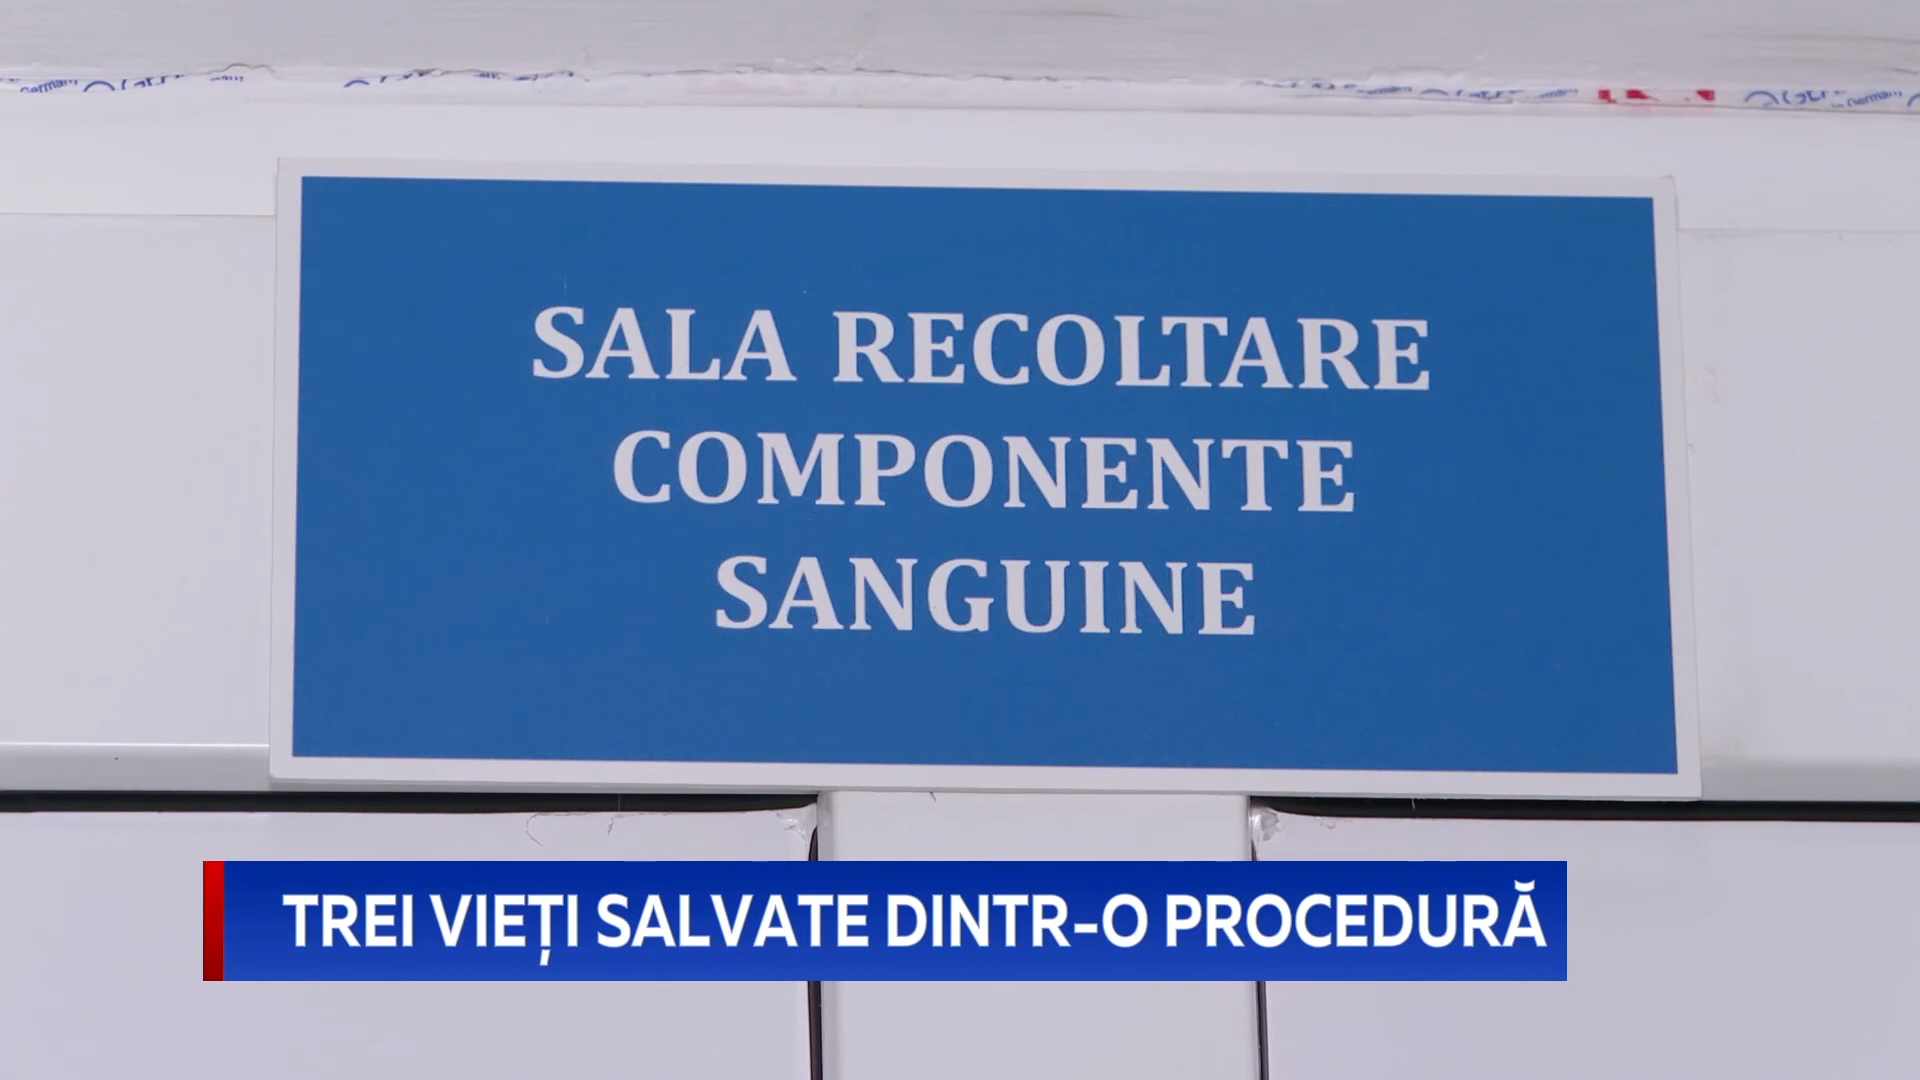 SALA RECOLTARE
COMPONENTE
SANGUINE
TREI VIEȚI SALVATE DINTR-O PROCEDURĂ